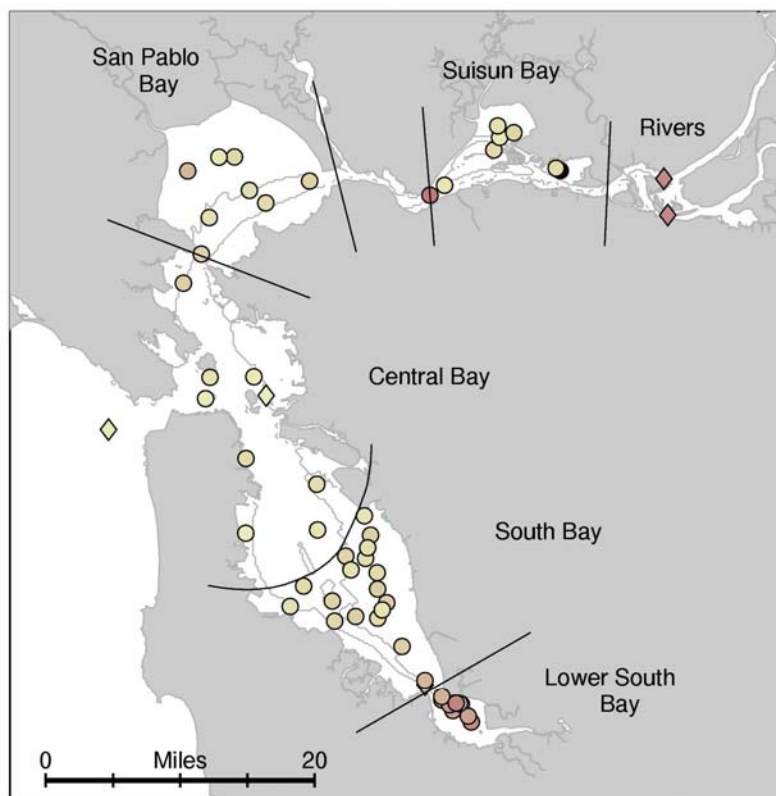 San Pablo
Bay
Suisun Bay
Rivers
Central Bay
South Bay
Lower South
Bay
0 Miles 20